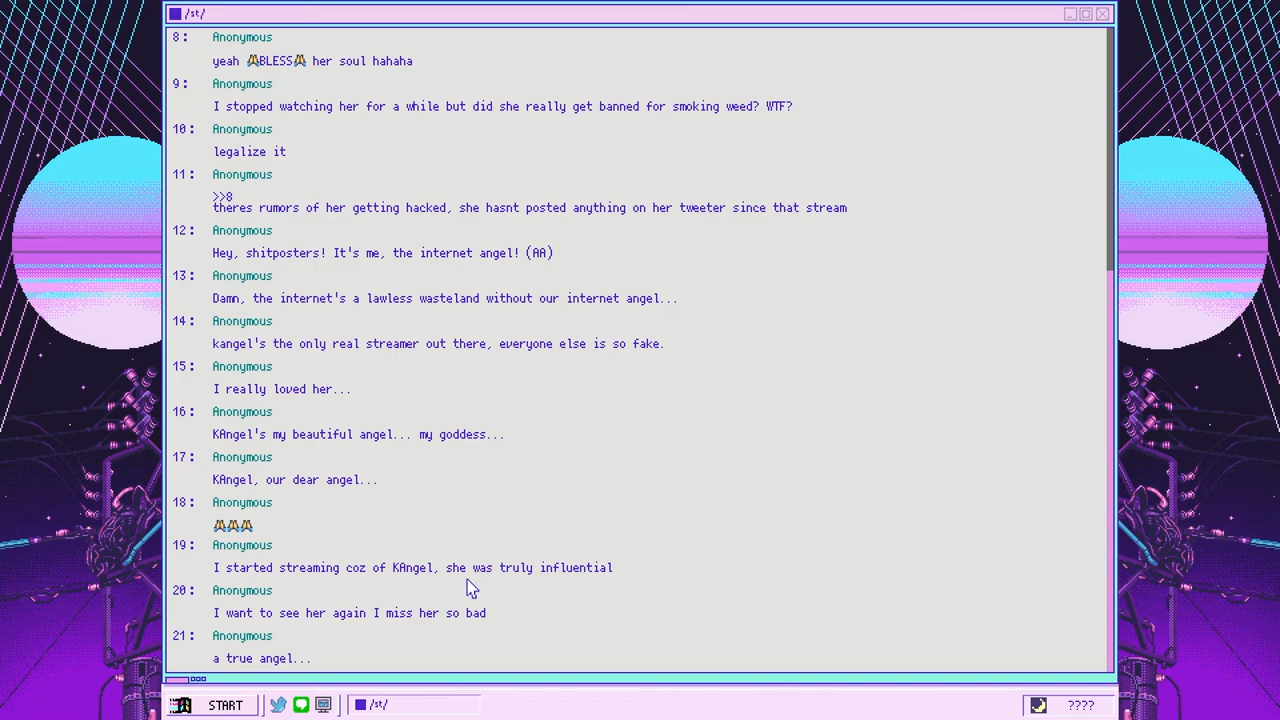 /st/
8: Anonymous
yeah 🙏BLESS🙏 her soul hahaha
9: Anonymous
I stopped watching her for a while but did she really get banned for smoking weed? WTF?
10: Anonymous
legalize it
11: Anonymous
>>8
theres rumors of her getting hacked, she hasnt posted anything on her tweeter since that stream
12: Anonymous
Hey, shitposters! It's me, the internet angel! (AA)
13: Anonymous
Damn, the internet's a lawless wasteland without our internet angel...
14: Anonymous
kangel's the only real streamer out there, everyone else is so fake.
15: Anonymous
I really loved her...
16: Anonymous
KAngel's my beautiful angel... my goddess...
17: Anonymous
KAngel, our dear angel...
18: Anonymous
🙏🙏🙏
19: Anonymous
I started streaming coz of KAngel, she was truly influential
20: Anonymous
I want to see her again I miss her so bad
21: Anonymous
a true angel...
START
/st/
????